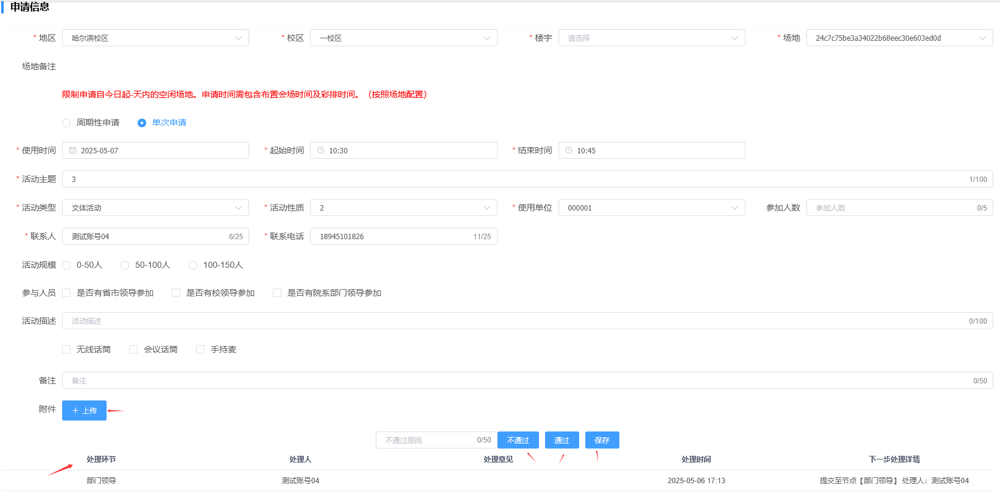 申请信息
* 地区 哈尔滨校区 * 校区 一校区 * 楼宇 请选择 * 场地 24c7c75be3a34022b68eec30e603ed0d
场地备注
限制申请自今日起-天内的空闲场地。申请时间需包含布置会场时间及彩排时间。（按照场地配置）
周期性申请 单次申请
* 使用时间 2025-05-07 * 起始时间 10:30 * 结束时间 10:45
* 活动主题 3 1/100
* 活动类型 文体活动 * 活动性质 2 * 使用单位 000001 参加人数 参加人数 0/5
* 联系人 测试账号04 6/25 * 联系电话 18945101826 11/25
活动规模 0-50人 50-100人 100-150人
参与人员 是否有省市领导参加 是否有校领导参加 是否有院系部门领导参加
活动描述 活动描述 0/100
无线话筒 会议话筒 手持麦
备注 备注 0/50
附件 + 上传
不通过原因 0/50 不通过 通过 保存
处理环节 处理人 处理意见 处理时间 下一步处理详情
部门领导 测试账号04 2025-05-06 17:13 提交至节点【部门领导】 处理人：测试账号04